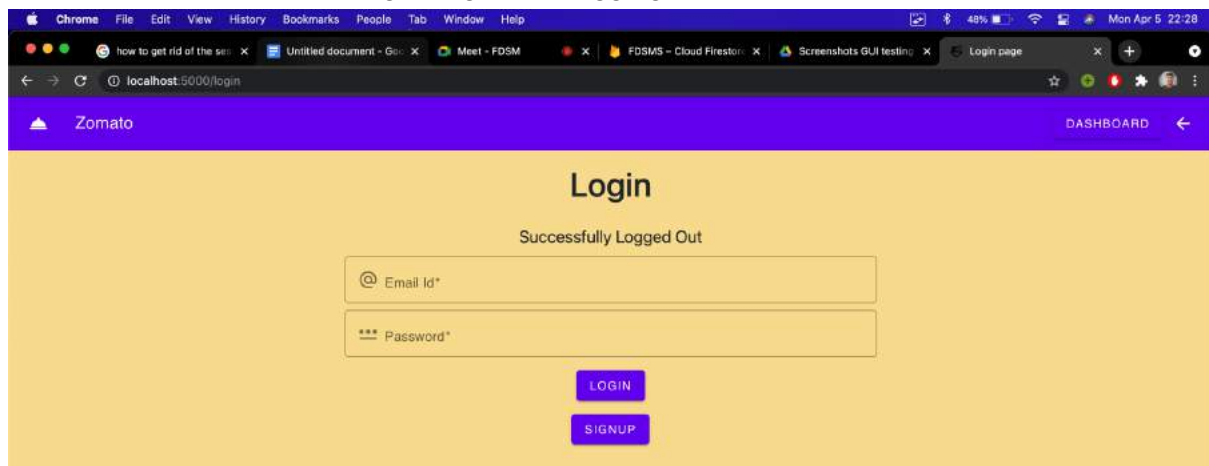 Chrome File Edit View History Bookmarks People Tab Window Help 48% Mon Apr 5 22:28
how to get rid of the ses Untitled document - Goo Meet - FDSM FDSMS – Cloud Firestore Screenshots GUI testing Login page
localhost:5000/login
Zomato DASHBOARD
Login
Successfully Logged Out
@ Email Id*
*** Password*
LOGIN
SIGNUP